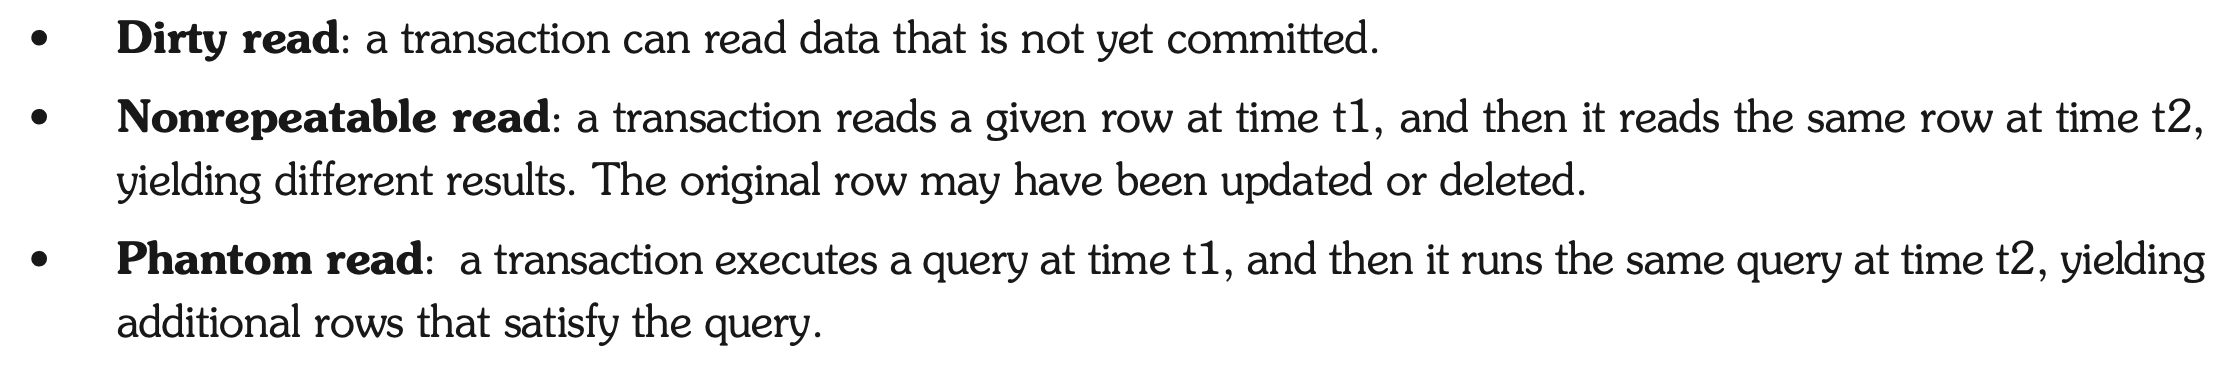 • Dirty read: a transaction can read data that is not yet committed.
• Nonrepeatable read: a transaction reads a given row at time t1, and then it reads the same row at time t2,
yielding different results. The original row may have been updated or deleted.
• Phantom read: a transaction executes a query at time t1, and then it runs the same query at time t2, yielding
additional rows that satisfy the query.